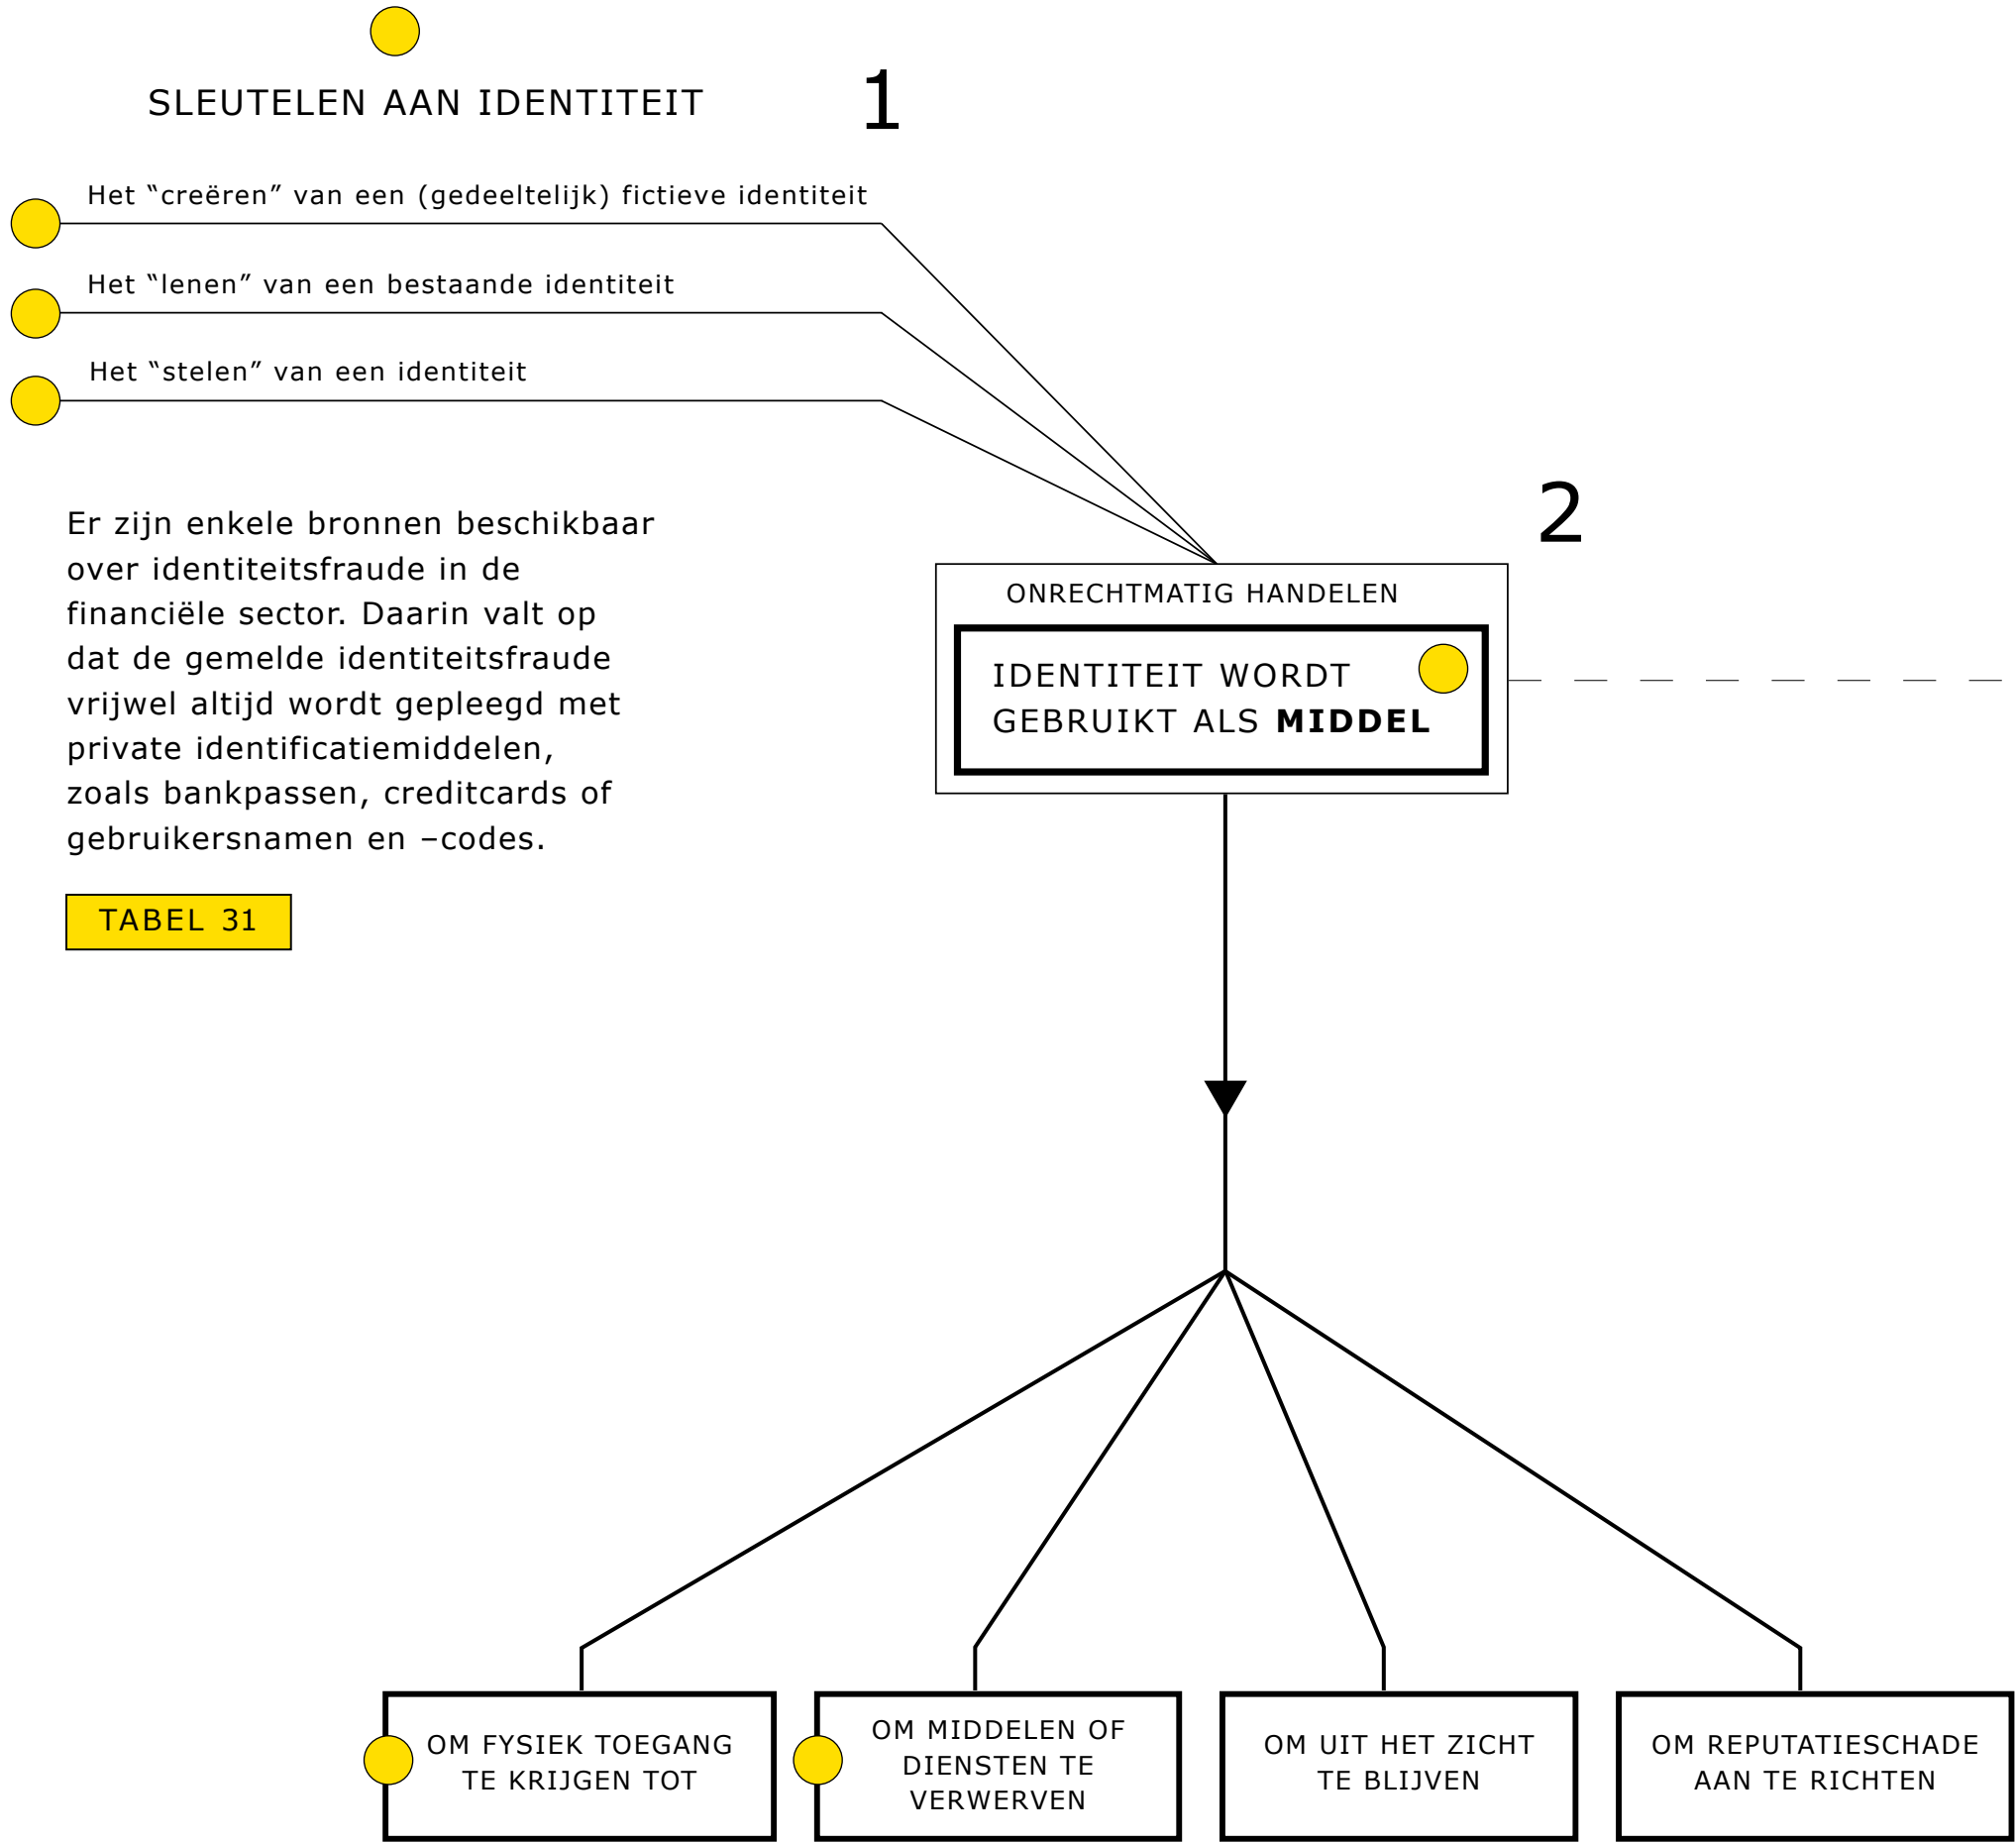 SLEUTELEN AAN IDENTITEIT
1
Het “creëren” van een (gedeeltelijk) fictieve identiteit
Het “lenen” van een bestaande identiteit
Het “stelen” van een identiteit
Er zijn enkele bronnen beschikbaar
over identiteitsfraude in de
financiële sector. Daarin valt op
dat de gemelde identiteitsfraude
vrijwel altijd wordt gepleegd met
private identificatiemiddelen,
zoals bankpassen, creditcards of
gebruikersnamen en –codes.
TABEL 31
2
ONRECHTMATIG HANDELEN
IDENTITEIT WORDT
GEBRUIKT ALS MIDDEL
OM FYSIEK TOEGANG
TE KRIJGEN TOT
OM MIDDELEN OF
DIENSTEN TE
VERWERVEN
OM UIT HET ZICHT
TE BLIJVEN
OM REPUTATIESCHADE
AAN TE RICHTEN